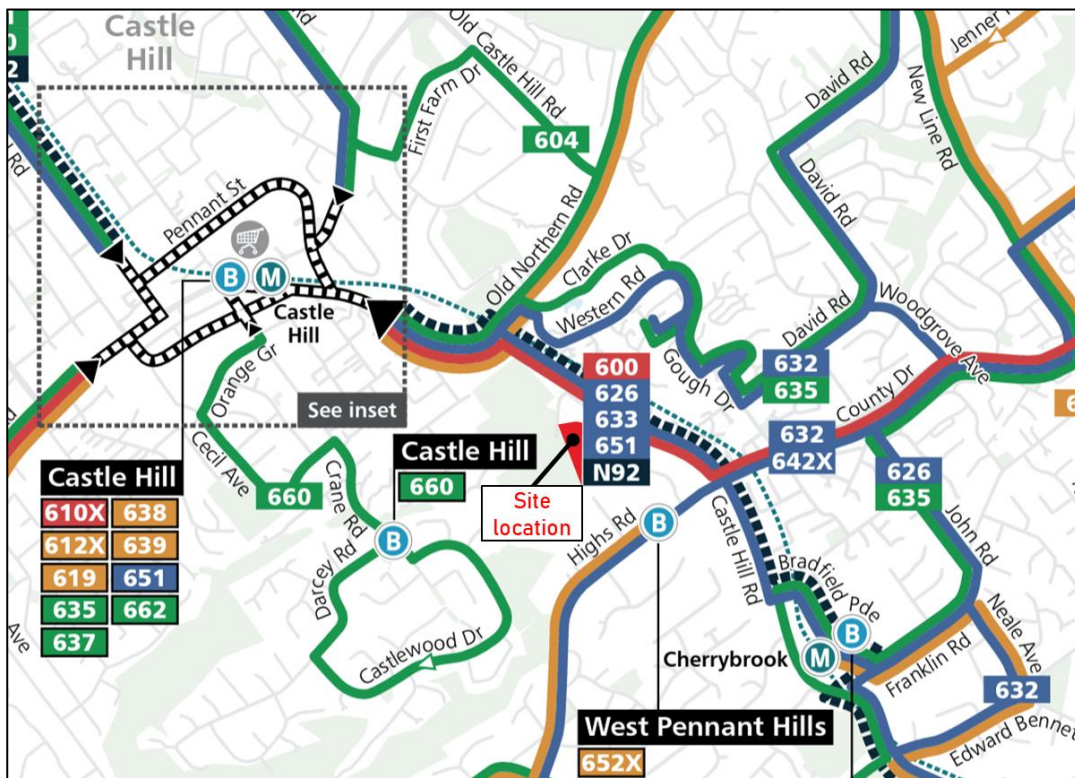 Castle
Hill
2
Rd
Rd
Pennant St
B
M
Castle
Hill
Orange Gr
Cecil Ave
See inset
First Farm Dr
Old Castle Hill Rd
604
Old Northern Rd
Clarke Dr
Western Rd
Gough Dr
David Rd
David Rd
David Rd
New Line Rd
Jenner
Woodgrove Ave
County Dr
632
635
600
626
633
651
N92
632
642X
626
635
John Rd
Neale Ave
Franklin Rd
632
Edward Bennet
Castle Hill
610X 638
612X 639
619 651
635 662
637
Ave
660
Crane Rd
Castle Hill
660
B
Darcey Rd
Castlewood Dr
Site
location
Highs Rd
B
Castle Hill Rd
Bradfield Pde
B
Cherrybrook M
West Pennant Hills
652X